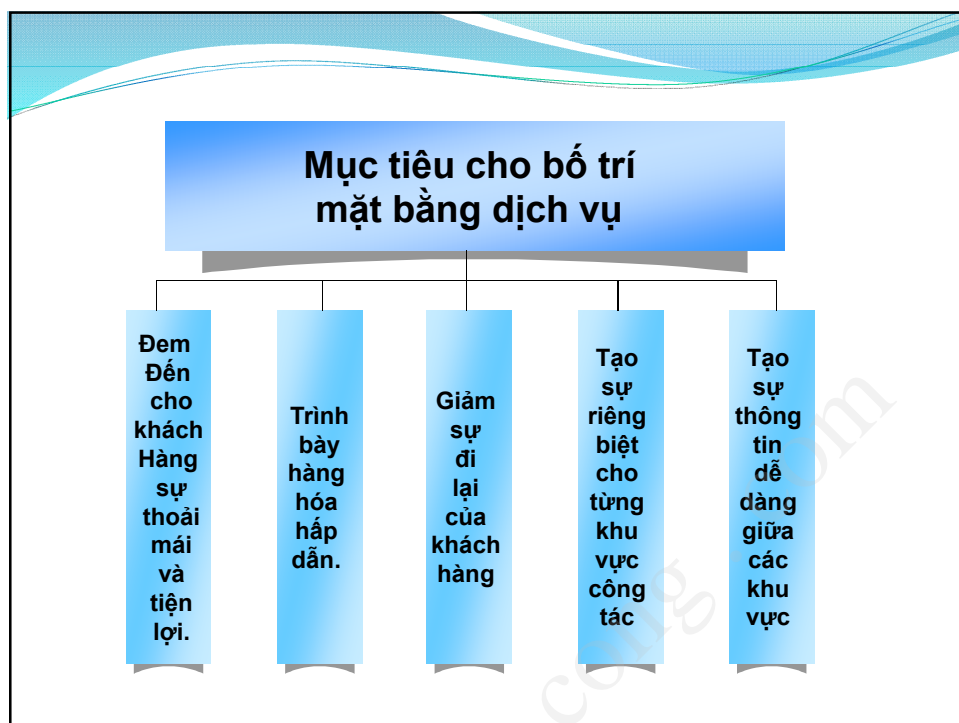 Mục tiêu cho bố trí
mặt bằng dịch vụ
Đem
Đến
cho
khách
Hàng
sự
thoải
mái
và
tiện
lợi.
Trình
bày
hàng
hóa
hấp
dẫn.
Giảm
sự
đi
lại
của
khách
hàng
Tạo
sự
riêng
biệt
cho
từng
khu
vực
công
tác
Tạo
sự
thông
tin
dễ
dàng
giữa
các
khu
vực